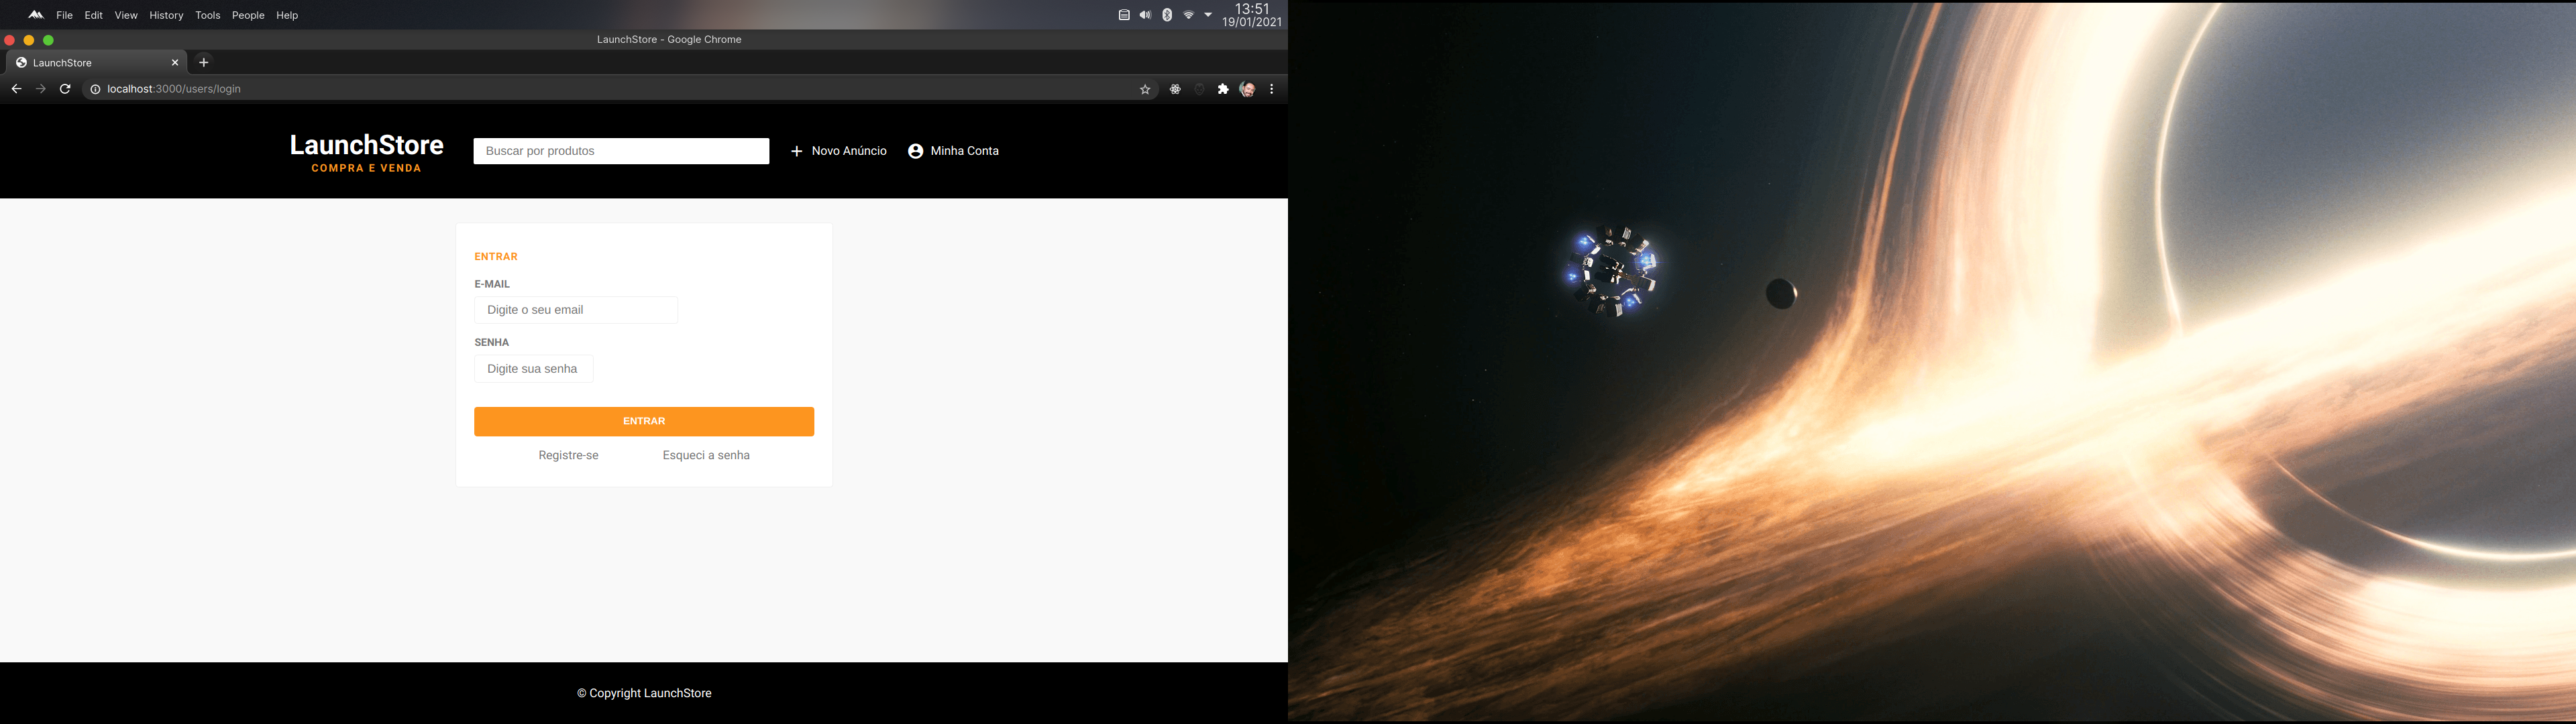 File Edit View History Tools People Help
13:51
19/01/2021
LaunchStore - Google Chrome
LaunchStore
localhost:3000/users/login
LaunchStore
COMPRA E VENDA
Buscar por produtos
Novo Anúncio
Minha Conta
ENTRAR
E-MAIL
Digite o seu email
SENHA
Digite sua senha
ENTRAR
Registre-se
Esqueci a senha
© Copyright LaunchStore